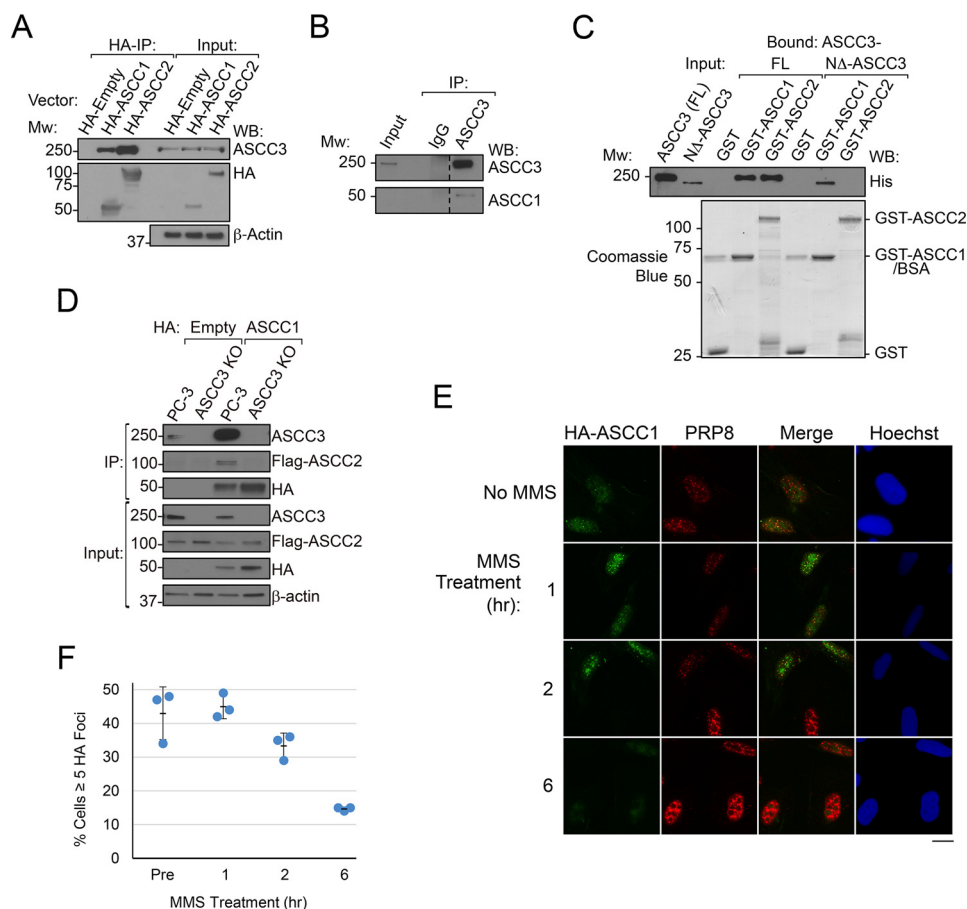 A
HA-IP: Input:
Vector:
HA-Empty
HA-ASCC1
HA-ASCC2
HA-Empty
HA-ASCC1
HA-ASCC2
Mw: WB:
250 ASCC3
100 HA
75
50
37 β-Actin
B
IP:
Input
IgG
ASCC3
Mw: WB:
250 ASCC3
50 ASCC1
C
Bound: ASCC3-
Input: FL NΔ-ASCC3
ASCC3 (FL)
NΔ-ASCC3
GST
GST-ASCC1
GST-ASCC2
GST
GST-ASCC1
GST-ASCC2
Mw: WB:
250 His
100 GST-ASCC2
75
Coomassie Blue
GST-ASCC1
/BSA
50
25 GST
D
HA: Empty ASCC1
PC-3
ASCC3 KO
PC-3
ASCC3 KO
IP:
250 ASCC3
100 Flag-ASCC2
50 HA
Input:
250 ASCC3
100 Flag-ASCC2
50 HA
37 β-actin
E
HA-ASCC1 PRP8 Merge Hoechst
No MMS
MMS
Treatment
(hr):
1
2
6
F
% Cells ≥ 5 HA Foci
50
40
30
20
10
0
Pre 1 2 6
MMS Treatment (hr)